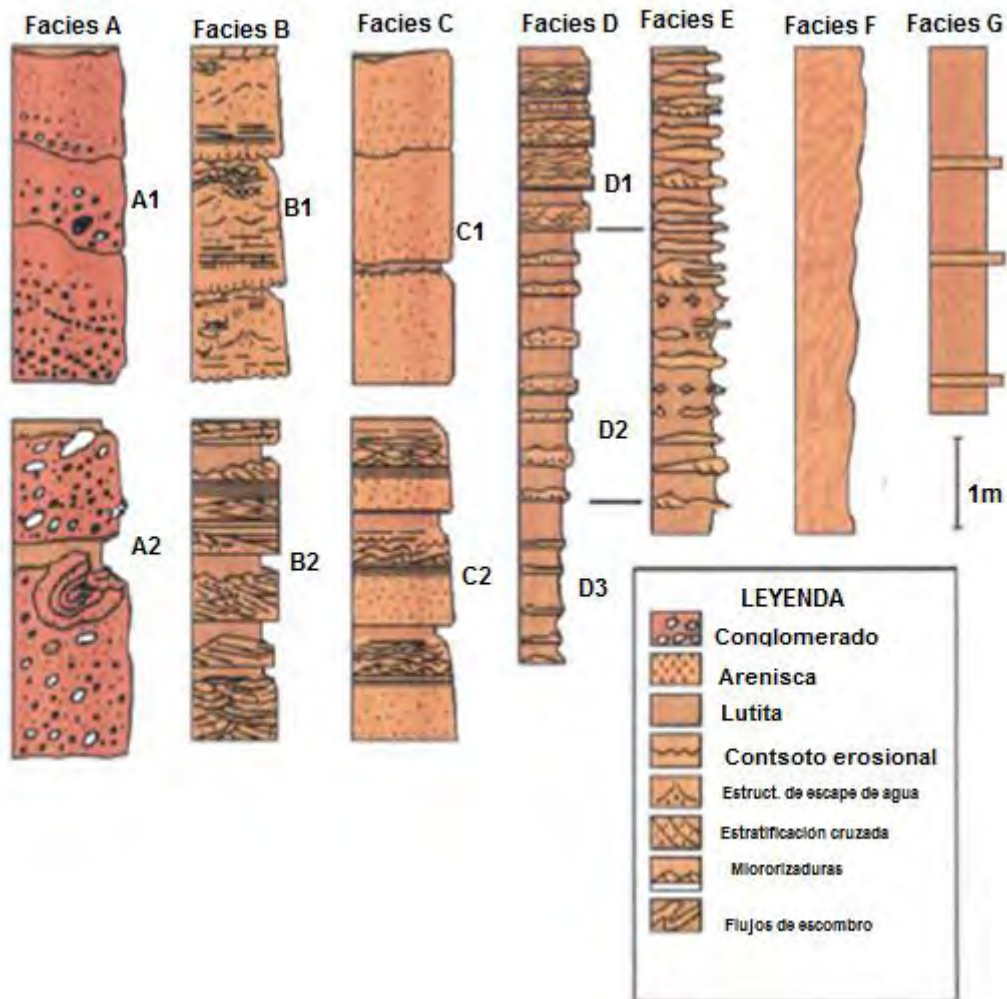 Facies A
Facies B
Facies C
Facies D
Facies E
Facies F
Facies G
A1
B1
C1
D1
A2
B2
C2
D2
D3
1m
LEYENDA
Conglomerado
Arenisca
Lutita
Contsoto erosional
Estruct. de escape de agua
Estratificación cruzada
Miororizaduras
Flujos de escombro